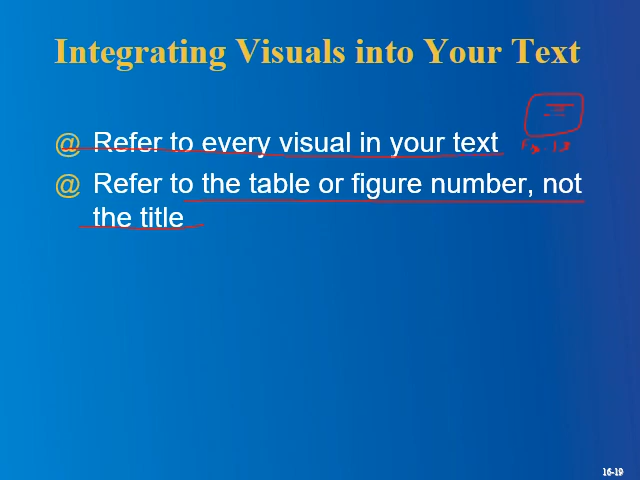 Integrating Visuals into Your Text
@ Refer to every visual in your text
@ Refer to the table or figure number, not
the title
16-19